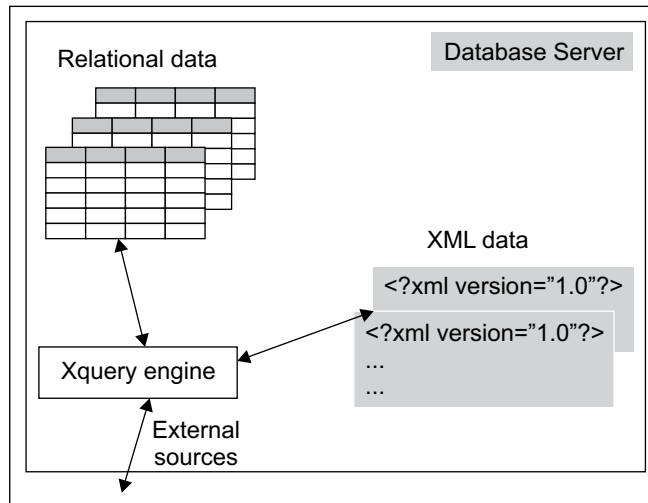 Database Server
Relational data
XML data
<?xml version=”1.0”?>
<?xml version=”1.0”?>
...
...
Xquery engine
External
sources